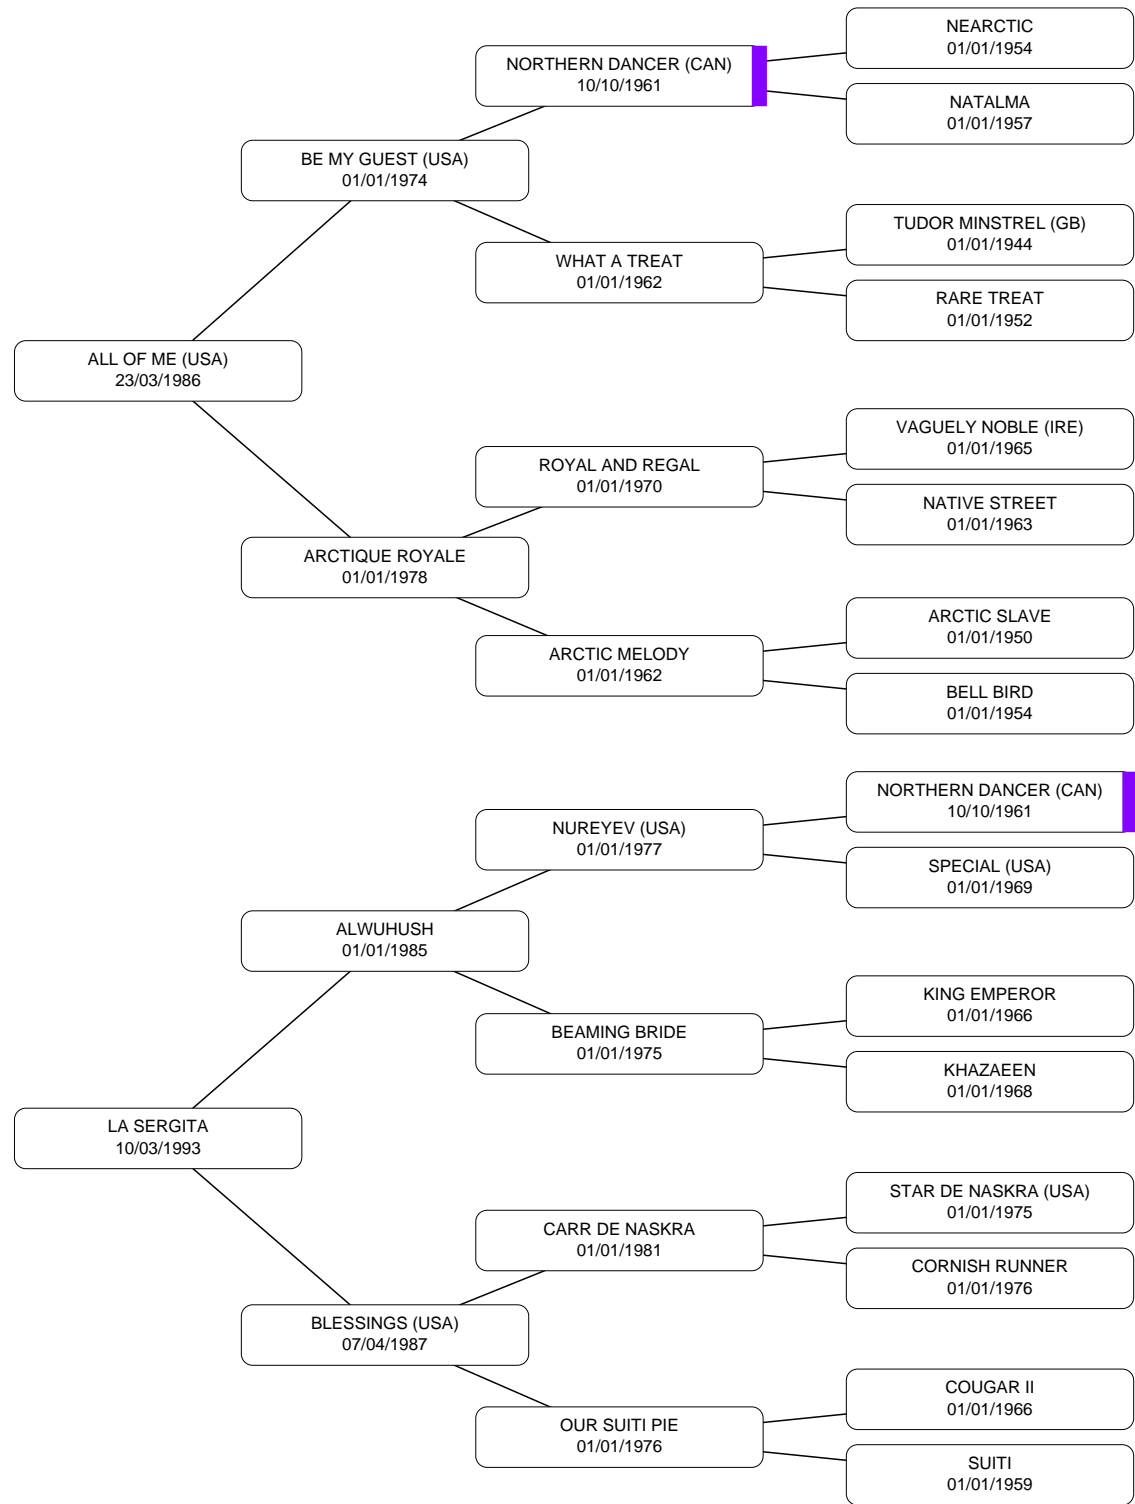 NEARCTIC
01/01/1954
NORTHERN DANCER (CAN)
10/10/1961
NATALMA
01/01/1957
BE MY GUEST (USA)
01/01/1974
TUDOR MINSTREL (GB)
01/01/1944
WHAT A TREAT
01/01/1962
RARE TREAT
01/01/1952
ALL OF ME (USA)
23/03/1986
VAGUELY NOBLE (IRE)
01/01/1965
ROYAL AND REGAL
01/01/1970
NATIVE STREET
01/01/1963
ARCTIQUE ROYALE
01/01/1978
ARCTIC SLAVE
01/01/1950
ARCTIC MELODY
01/01/1962
BELL BIRD
01/01/1954
NORTHERN DANCER (CAN)
10/10/1961
NUREYEV (USA)
01/01/1977
SPECIAL (USA)
01/01/1969
ALWUHUSH
01/01/1985
KING EMPEROR
01/01/1966
BEAMING BRIDE
01/01/1975
KHAZAEEN
01/01/1968
LA SERGITA
10/03/1993
STAR DE NASKRA (USA)
01/01/1975
CARR DE NASKRA
01/01/1981
CORNISH RUNNER
01/01/1976
BLESSINGS (USA)
07/04/1987
COUGAR II
01/01/1966
OUR SUITI PIE
01/01/1976
SUITI
01/01/1959